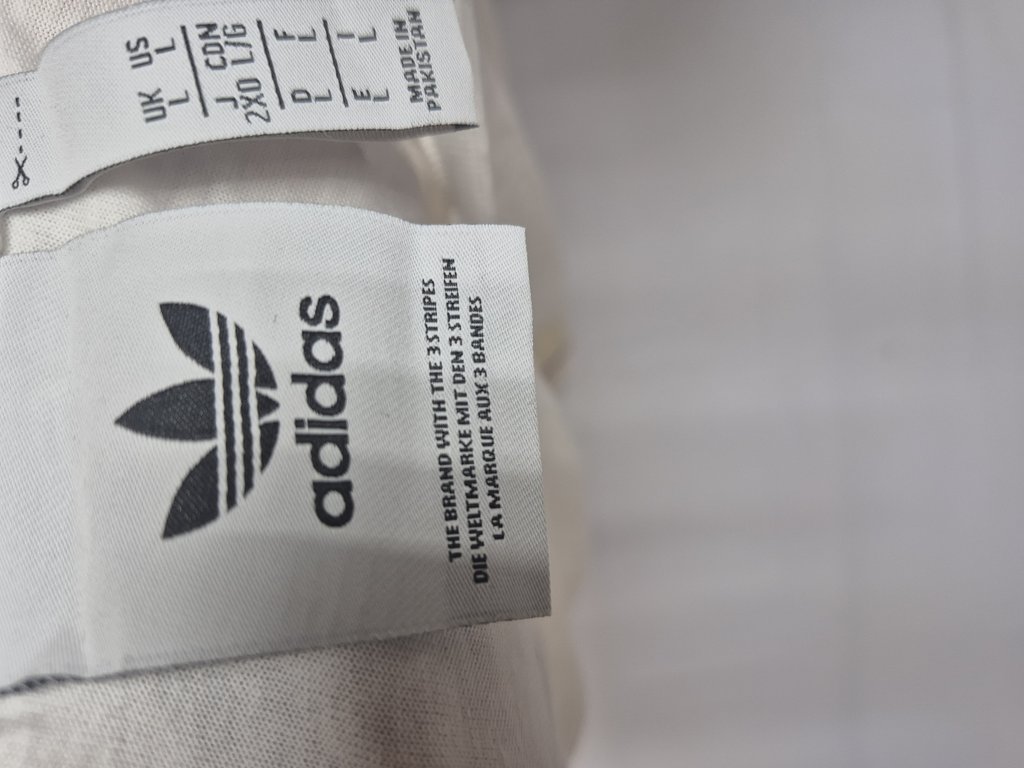 UK US
L L
J CDN
2XO L/G
D F
L L
E I
L L
MADE IN
PAKISTAN
adidas
THE BRAND WITH THE 3 STRIPES
DIE WELTMARKE MIT DEN 3 STREIFEN
LA MARQUE AUX 3 BANDES